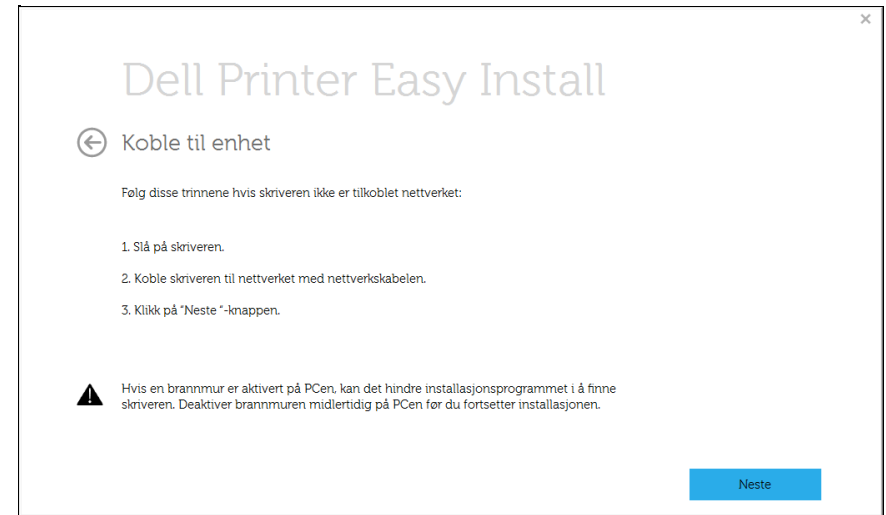 Dell Printer Easy Install
Koble til enhet
Følg disse trinnene hvis skriveren ikke er tilkoblet nettverket:
1. Slå på skriveren.
2. Koble skriveren til nettverket med nettverkskabelen.
3. Klikk på “Neste “-knappen.
Hvis en brannmur er aktivert på PCen, kan det hindre installasjonsprogrammet i å finne
skriveren. Deaktiver brannmuren midlertidig på PCen før du fortsetter installasjonen.
Neste